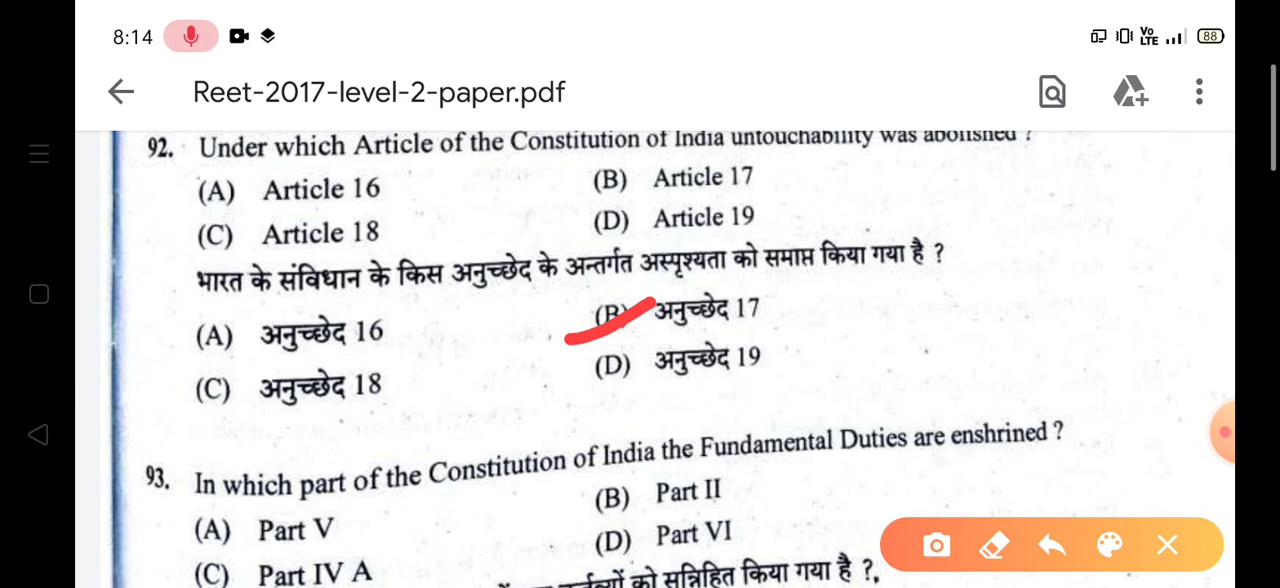 8:14
Vo LTE
88
Reet-2017-level-2-paper.pdf
92. Under which Article of the Constitution of India untouchability was abolished ?
(A) Article 16 (B) Article 17
(C) Article 18 (D) Article 19
भारत के संविधान के किस अनुच्छेद के अन्तर्गत अस्पृश्यता को समाप्त किया गया है ?
(A) अनुच्छेद 16 (B) अनुच्छेद 17
(C) अनुच्छेद 18 (D) अनुच्छेद 19
93. In which part of the Constitution of India the Fundamental Duties are enshrined ?
(A) Part V (B) Part II
(C) Part IV A (D) Part VI
को सन्निहित किया गया है ?